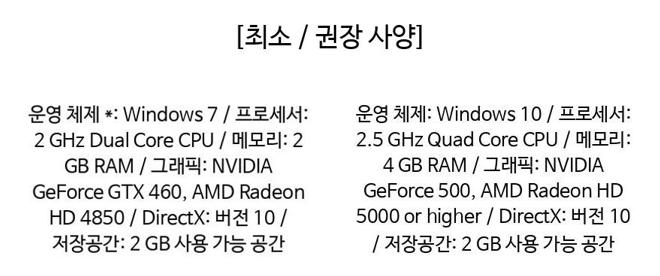 [최소 / 권장 사양]
운영 체제 *: Windows 7 / 프로세서:
2 GHz Dual Core CPU / 메모리: 2
GB RAM / 그래픽: NVIDIA
GeForce GTX 460, AMD Radeon
HD 4850 / DirectX: 버전 10 /
저장공간: 2 GB 사용 가능 공간
운영 체제: Windows 10 / 프로세서:
2.5 GHz Quad Core CPU / 메모리:
4 GB RAM / 그래픽: NVIDIA
GeForce 500, AMD Radeon HD
5000 or higher / DirectX: 버전 10
/ 저장공간: 2 GB 사용 가능 공간